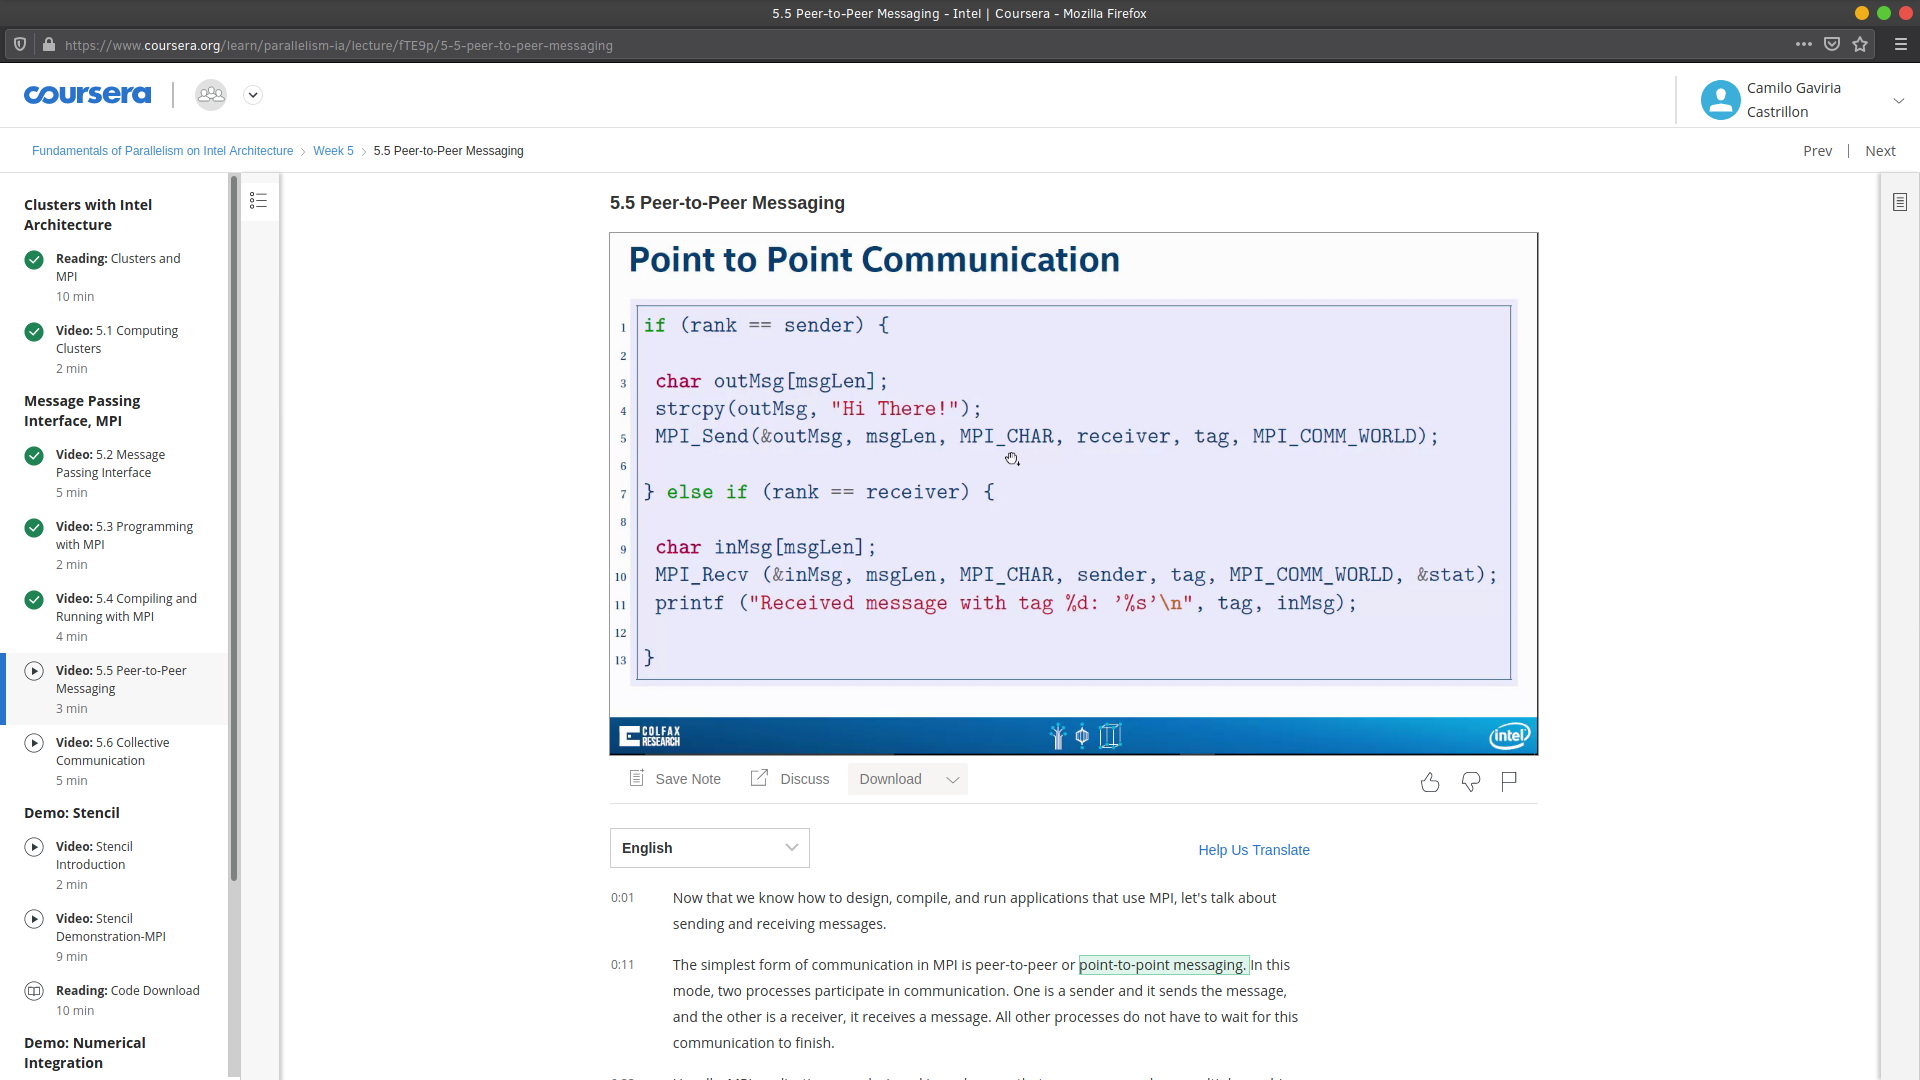 5.5 Peer-to-Peer Messaging - Intel | Coursera - Mozilla Firefox
https://www.coursera.org/learn/parallelism-ia/lecture/fTE9p/5-5-peer-to-peer-messaging
coursera
Camilo Gaviria
Castrillon
Fundamentals of Parallelism on Intel Architecture > Week 5 > 5.5 Peer-to-Peer Messaging
Prev | Next
Clusters with Intel
Architecture
Reading: Clusters and
MPI
10 min
Video: 5.1 Computing
Clusters
2 min
Message Passing
Interface, MPI
Video: 5.2 Message
Passing Interface
5 min
Video: 5.3 Programming
with MPI
2 min
Video: 5.4 Compiling and
Running with MPI
4 min
Video: 5.5 Peer-to-Peer
Messaging
3 min
Video: 5.6 Collective
Communication
5 min
Demo: Stencil
Video: Stencil
Introduction
2 min
Video: Stencil
Demonstration-MPI
9 min
Reading: Code Download
10 min
Demo: Numerical
Integration
5.5 Peer-to-Peer Messaging
Point to Point Communication
1 if (rank == sender) {
2
3 char outMsg[msgLen];
4 strcpy(outMsg, "Hi There!");
5 MPI_Send(&outMsg, msgLen, MPI_CHAR, receiver, tag, MPI_COMM_WORLD);
6
7 } else if (rank == receiver) {
8
9 char inMsg[msgLen];
10 MPI_Recv (&inMsg, msgLen, MPI_CHAR, sender, tag, MPI_COMM_WORLD, &stat);
11 printf ("Received message with tag %d: '%s'\n", tag, inMsg);
12
13 }
COLFAX
RESEARCH
intel
Save Note
Discuss
Download
English
Help Us Translate
0:01 Now that we know how to design, compile, and run applications that use MPI, let's talk about
sending and receiving messages.
0:11 The simplest form of communication in MPI is peer-to-peer or point-to-point messaging. In this
mode, two processes participate in communication. One is a sender and it sends the message,
and the other is a receiver, it receives a message. All other processes do not have to wait for this
communication to finish.